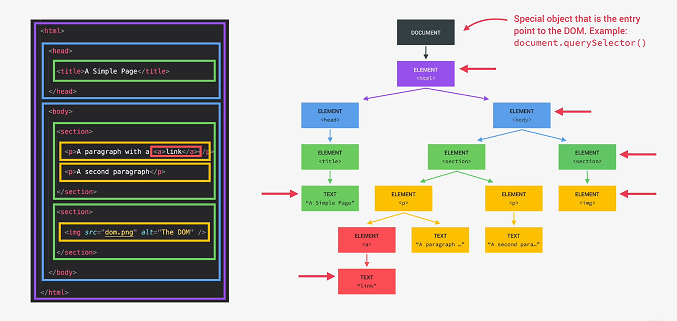 <html>
<head>
<title>A Simple Page</title>
</head>
<body>
<section>
<p>A paragraph with a <a>link</a></p>
<p>A second paragraph</p>
</section>
<section>
<img src="dom.png" alt="The DOM" />
</section>
</body>
</html>
DOCUMENT
Special object that is the entry
point to the DOM. Example:
document.querySelector()
ELEMENT
<html>
ELEMENT
<head>
ELEMENT
<body>
ELEMENT
<title>
ELEMENT
<section>
ELEMENT
<section>
TEXT
"A Simple Page"
ELEMENT
<p>
ELEMENT
<p>
ELEMENT
<img>
ELEMENT
<a>
TEXT
"A paragraph …"
TEXT
"A second para…"
TEXT
"link"